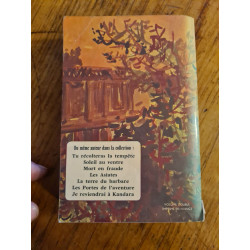 Du même auteur dans la collection :
Tu récolteras la tempête
Soleil au ventre
Mort en fraude
Les Asiates
La terre du barbare
Les Portes de l'aventure
Je reviendrai à Kandara